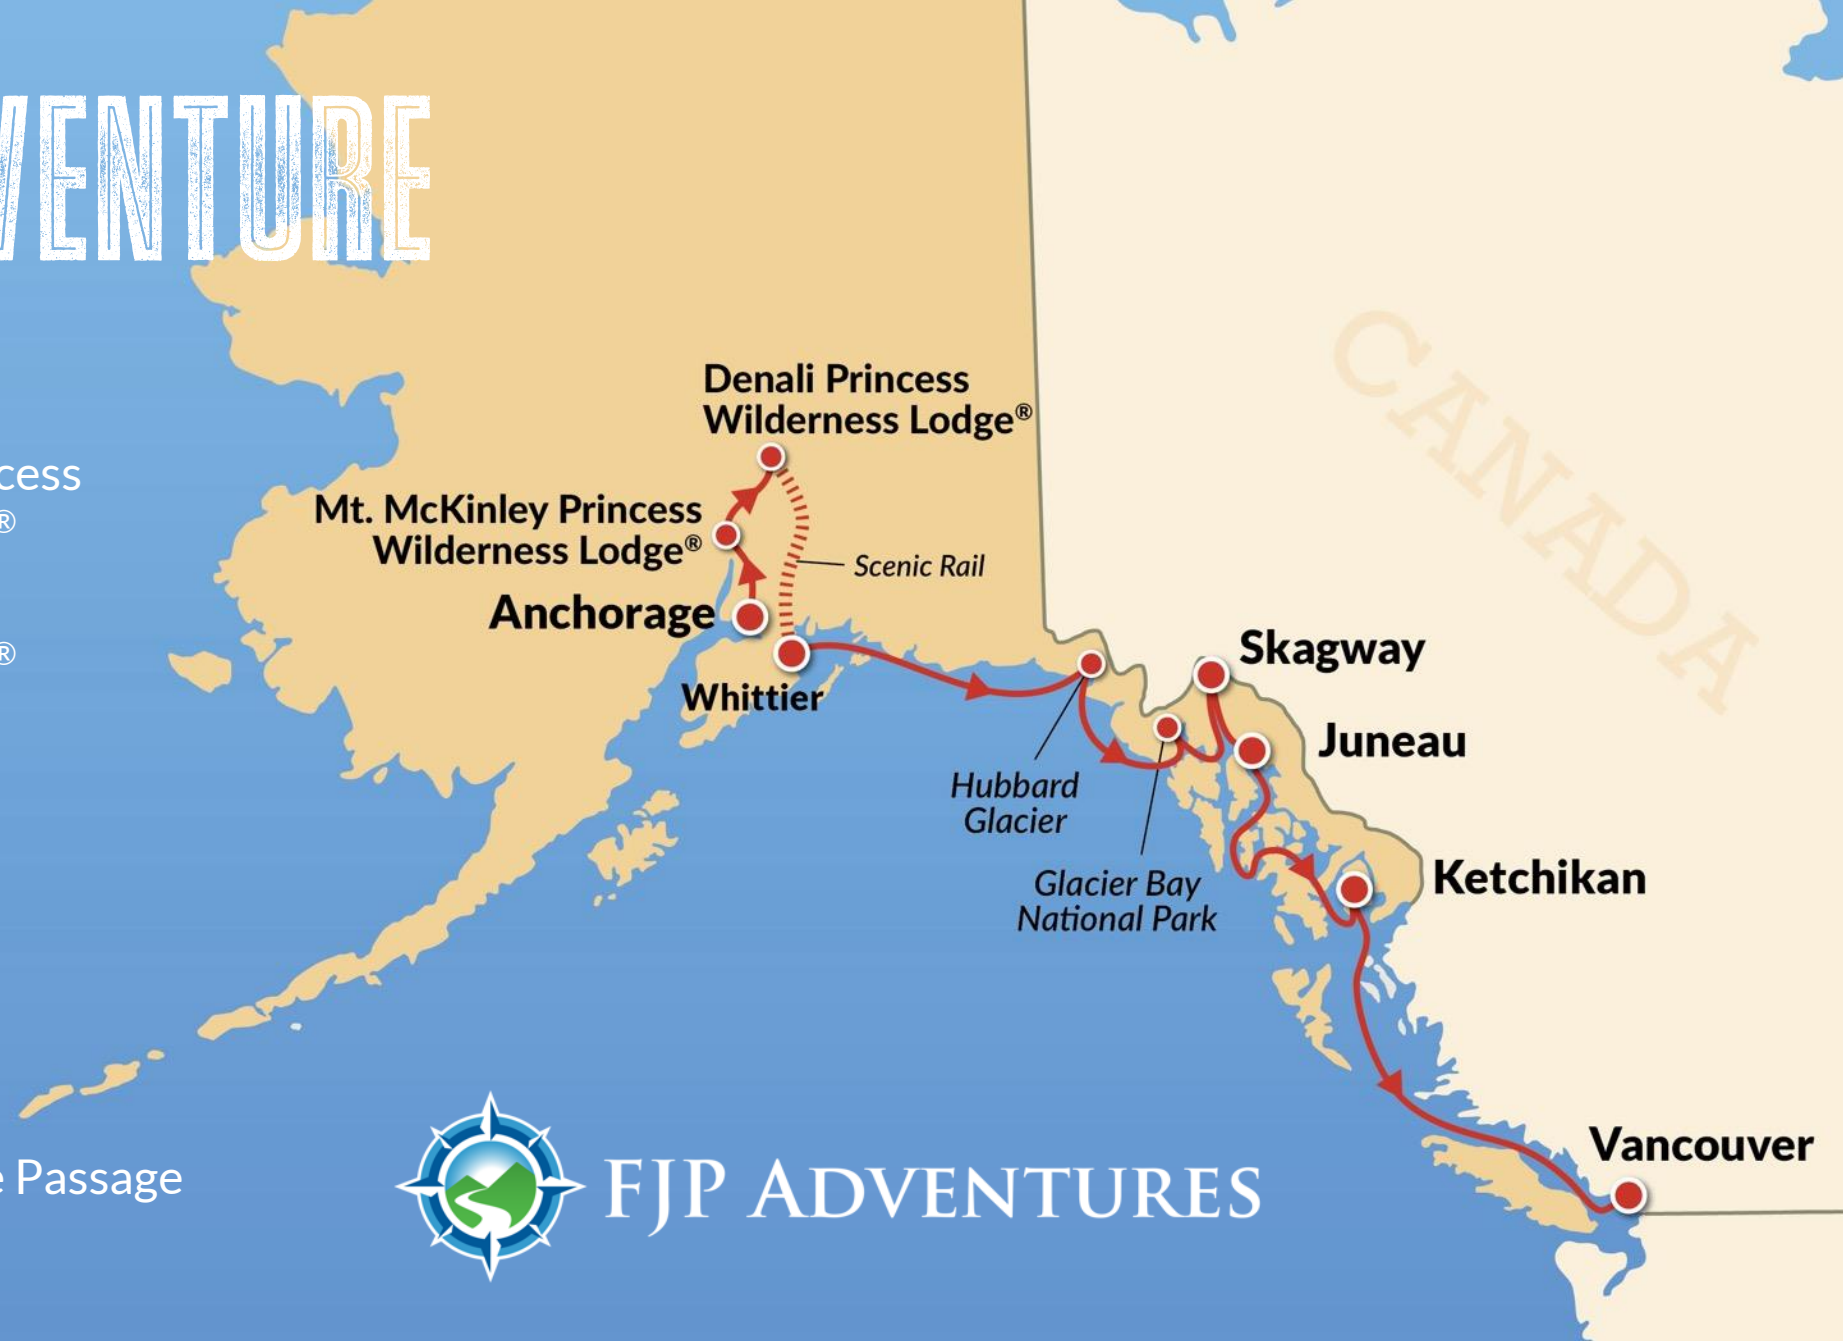 VENTURE
Denali Princess
Wilderness Lodge®
cess
®
Mt. McKinley Princess
Wilderness Lodge®
Scenic Rail
Anchorage
®
Whittier
CANADA
Skagway
Juneau
Hubbard
Glacier
Glacier Bay
National Park
Ketchikan
Vancouver
e Passage
FJP ADVENTURES